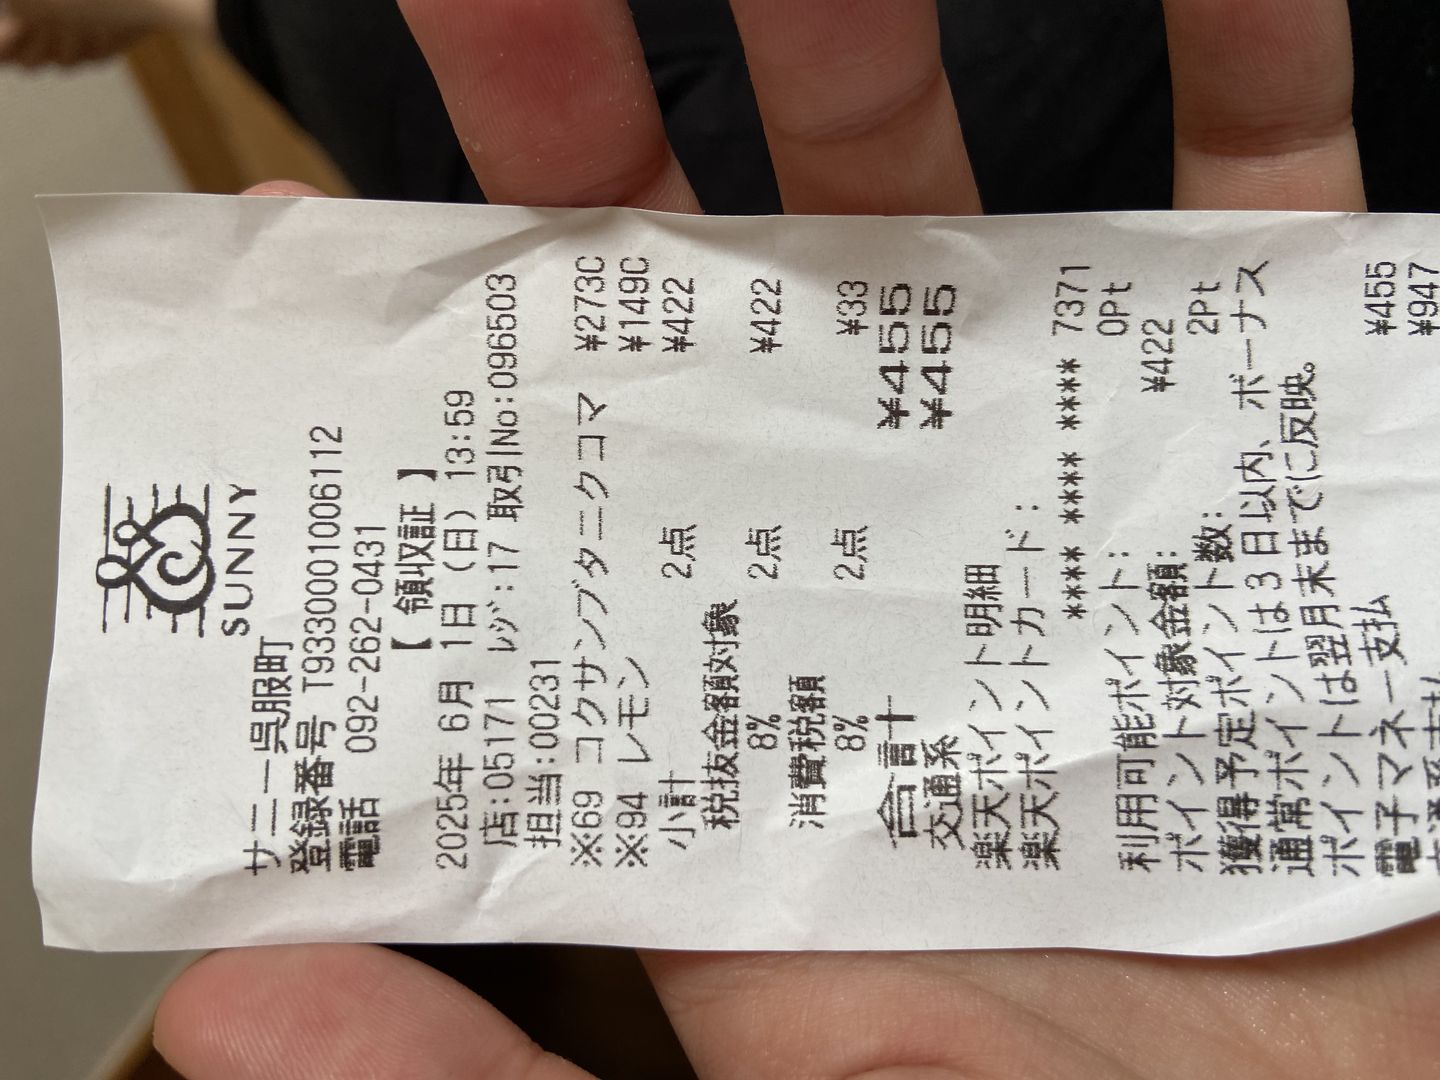 SUNNY
サニー呉服町
登録番号 T9330001006112
電話 092-262-0431
【 領収証 】
2025年 6月 1日 (日) 13:59
店:05171 レジ:17 取引No:096503
担当:00231
※69 コクサンブタニクコマ ¥273C
※94 レモン ¥149C
小計 2点 ¥422
税抜金額対象
8% 2点 ¥422
消費税額
8% 2点 ¥33
合計 ¥455
交通系 ¥455
楽天ポイント明細
楽天ポイントカード:
**** **** **** 7371
利用可能ポイント: 0Pt
ポイント対象金額: ¥422
獲得予定ポイント数: 2Pt
通常ポイントは3日以内、ボーナス
ポイントは翌月末までに反映。
電子マネー支払 ¥455
¥947